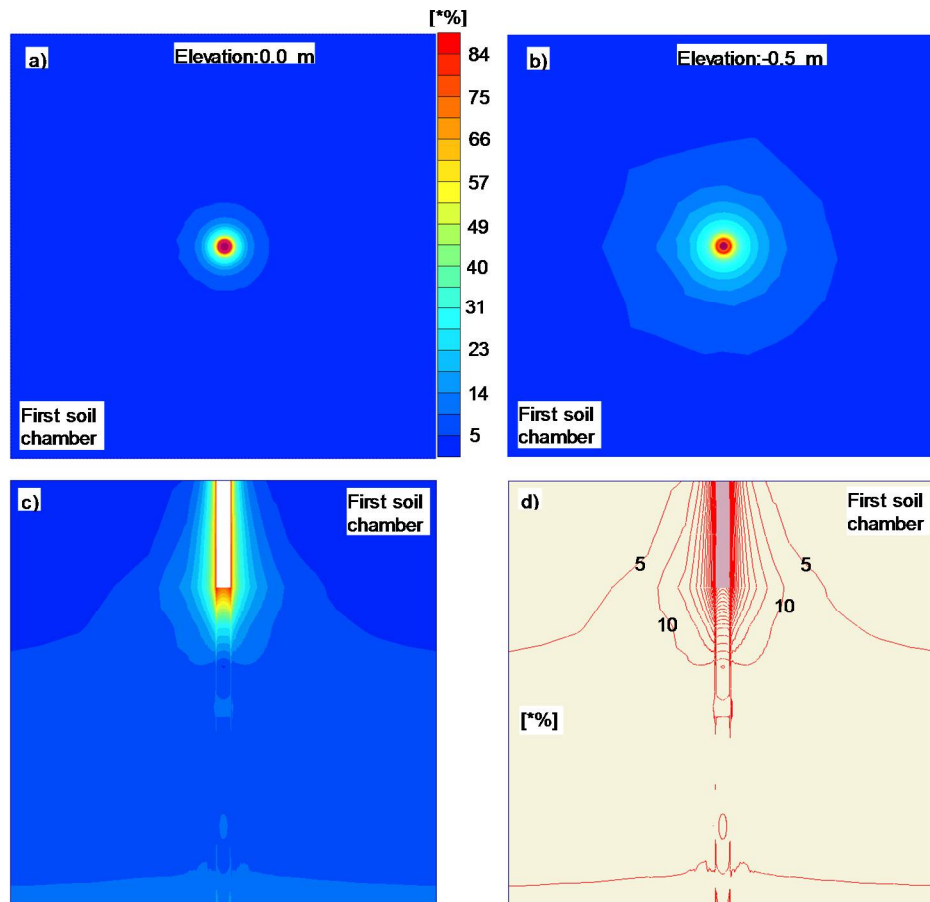 [*%]
a)
Elevation:0.0 m
84
75
66
57
49
40
31
23
14
5
First soil
chamber
b)
Elevation:-0.5 m
First soil
chamber
c)
First soil
chamber
d)
First soil
chamber
5
5
10
10
[*%]